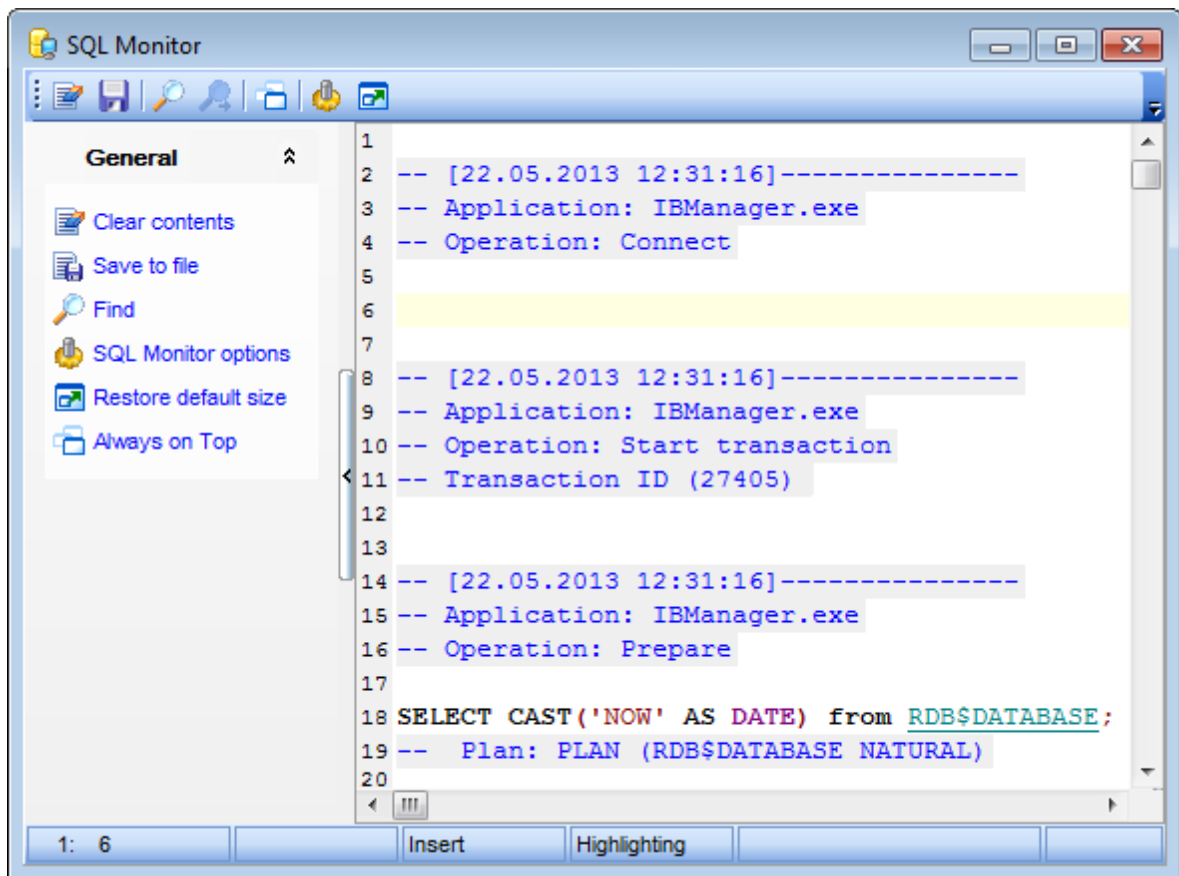 SQL Monitor
General
Clear contents
Save to file
Find
SQL Monitor options
Restore default size
Always on Top
1
2 -- [22.05.2013 12:31:16]---------------
3 -- Application: IBManager.exe
4 -- Operation: Connect
5
6
7
8 -- [22.05.2013 12:31:16]---------------
9 -- Application: IBManager.exe
10 -- Operation: Start transaction
11 -- Transaction ID (27405)
12
13
14 -- [22.05.2013 12:31:16]---------------
15 -- Application: IBManager.exe
16 -- Operation: Prepare
17
18 SELECT CAST('NOW' AS DATE) from RDB$DATABASE;
19 --  Plan: PLAN (RDB$DATABASE NATURAL)
20
1: 6 Insert Highlighting